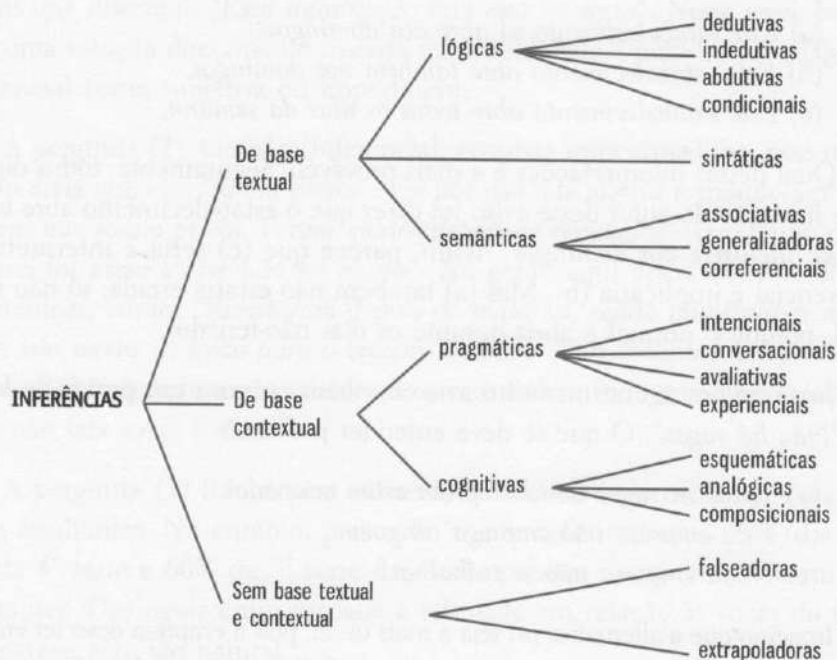 dedutivas
lógicas
indedutivas
abdutivas
condicionais
De base
textual
sintáticas
associativas
semânticas
generalizadoras
correferenciais
intencionais
pragmáticas
conversacionais
avaliativas
experienciais
INFERÊNCIAS
De base
contextual
esquemáticas
cognitivas
analógicas
composicionais
falseadoras
Sem base textual
e contextual
extrapoladoras